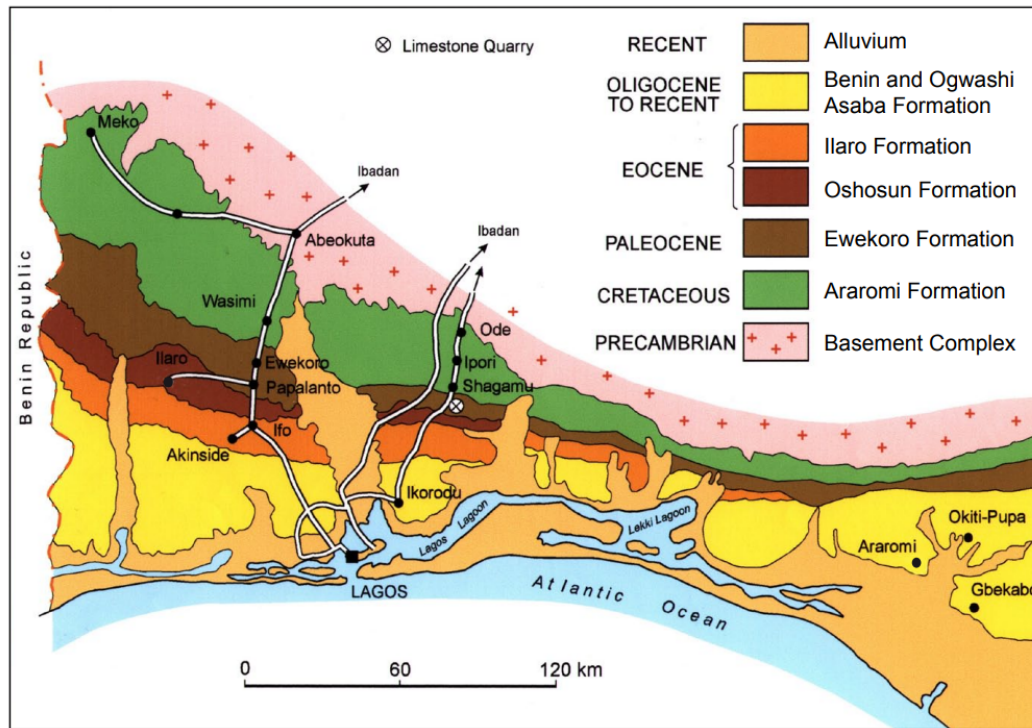 Limestone Quarry
RECENT
Alluvium
OLIGOCENE
TO RECENT
Benin and Ogwashi
Asaba Formation
EOCENE
Ilaro Formation
Oshosun Formation
PALEOCENE
Ewekoro Formation
CRETACEOUS
Araromi Formation
PRECAMBRIAN
Basement Complex
Meko
Ibadan
Abeokuta
Ibadan
Benin Republic
Wasimi
Ode
Ilaro
Ewekoro
Ipori
Papalanto
Shagamu
Ifo
Akinside
Ikorodu
Lagos Lagoon
Lekki Lagoon
Okiti-Pupa
Araromi
LAGOS
Gbekabo
Atlantic Ocean
0 60 120 km